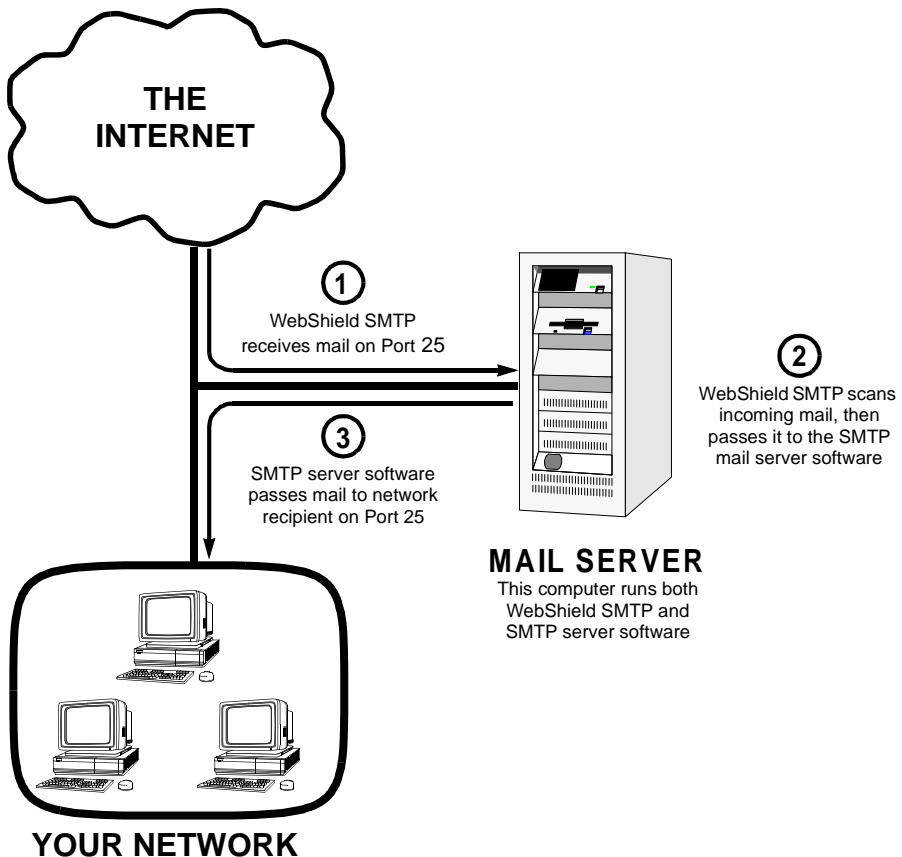 THE
INTERNET
1
WebShield SMTP
receives mail on Port 25
2
WebShield SMTP scans
incoming mail, then
passes it to the SMTP
mail server software
3
SMTP server software
passes mail to network
recipient on Port 25
MAIL SERVER
This computer runs both
WebShield SMTP and
SMTP server software
YOUR NETWORK